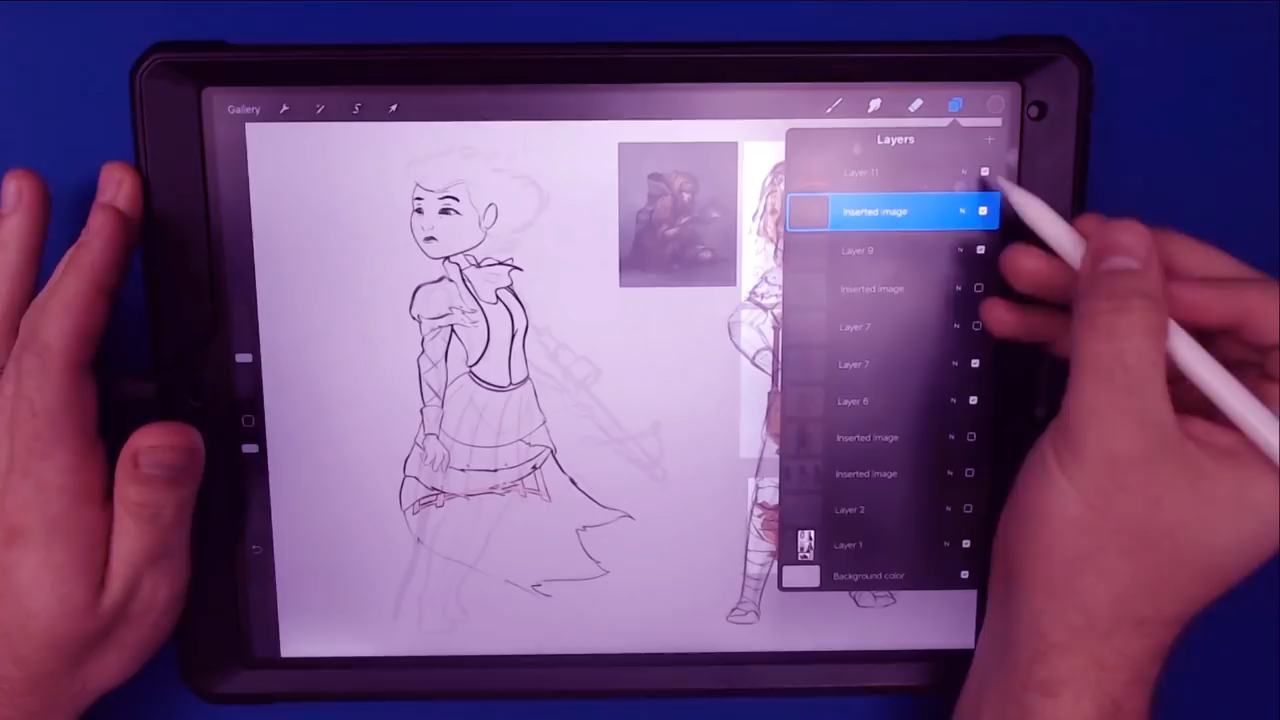 Gallery
Layers
Layer 11 N
Inserted Image N
Layer 9 N
Inserted Image N
Layer 7 N
Layer 7 N
Layer 6 N
Inserted Image N
Inserted Image N
Layer 2 N
Layer 1 N
Background color